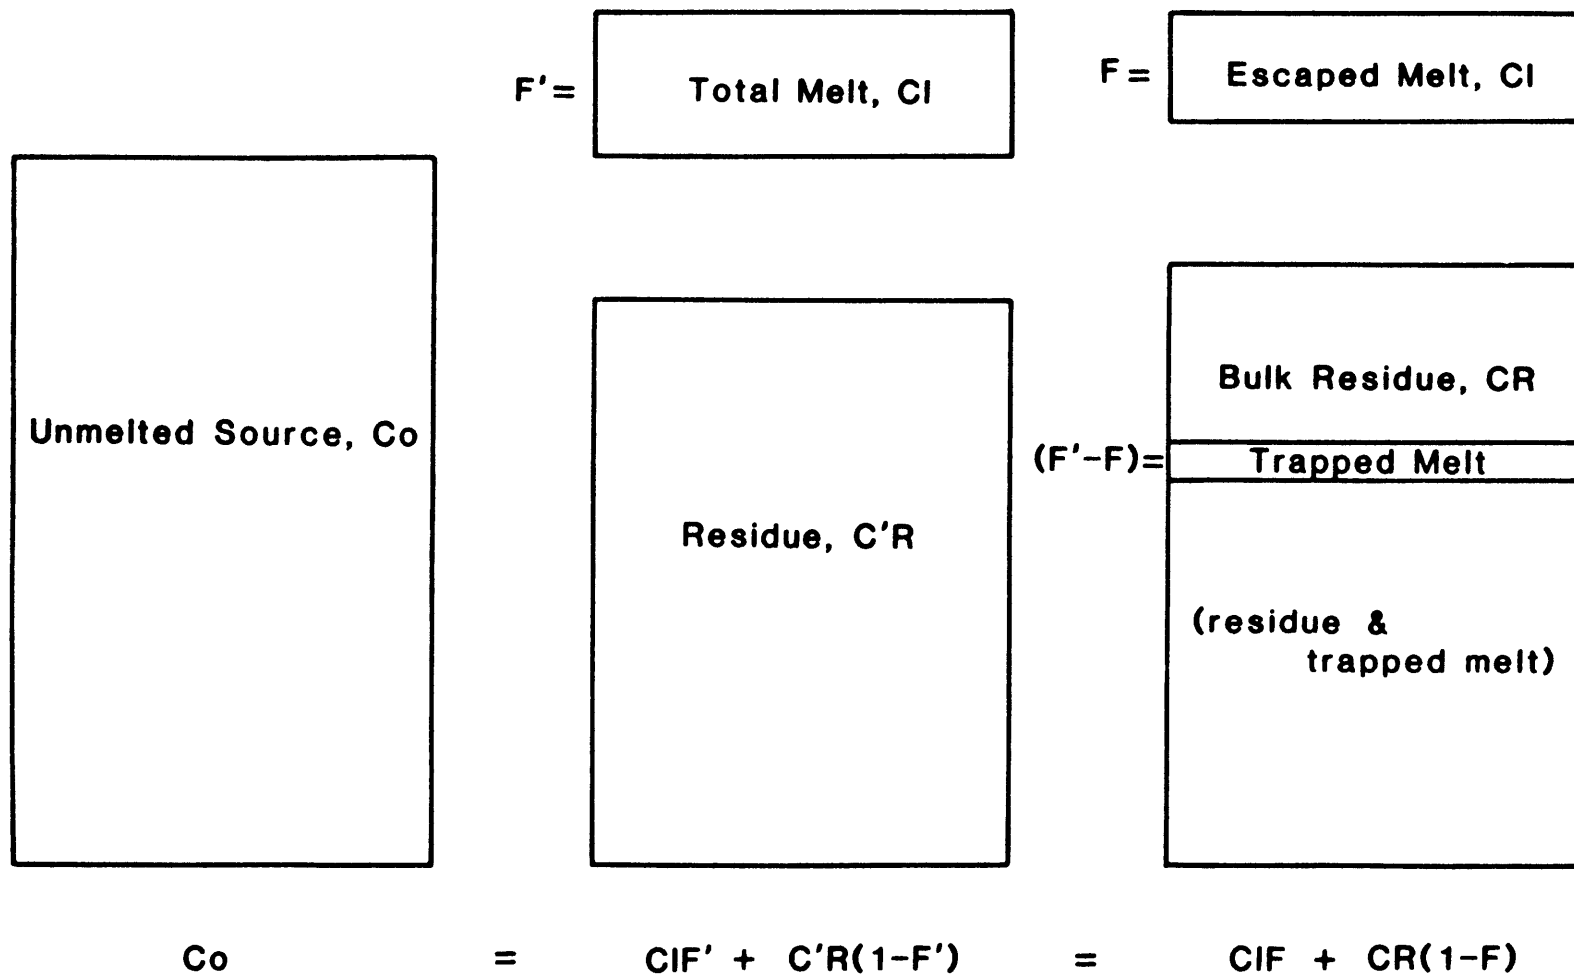 F'=
Total Melt, Cl
F=
Escaped Melt, Cl
Unmelted Source, Co
Residue, C'R
Bulk Residue, CR
(F'-F)=
Trapped Melt
(residue &
trapped melt)
Co = ClF' + C'R(1-F') = ClF + CR(1-F)